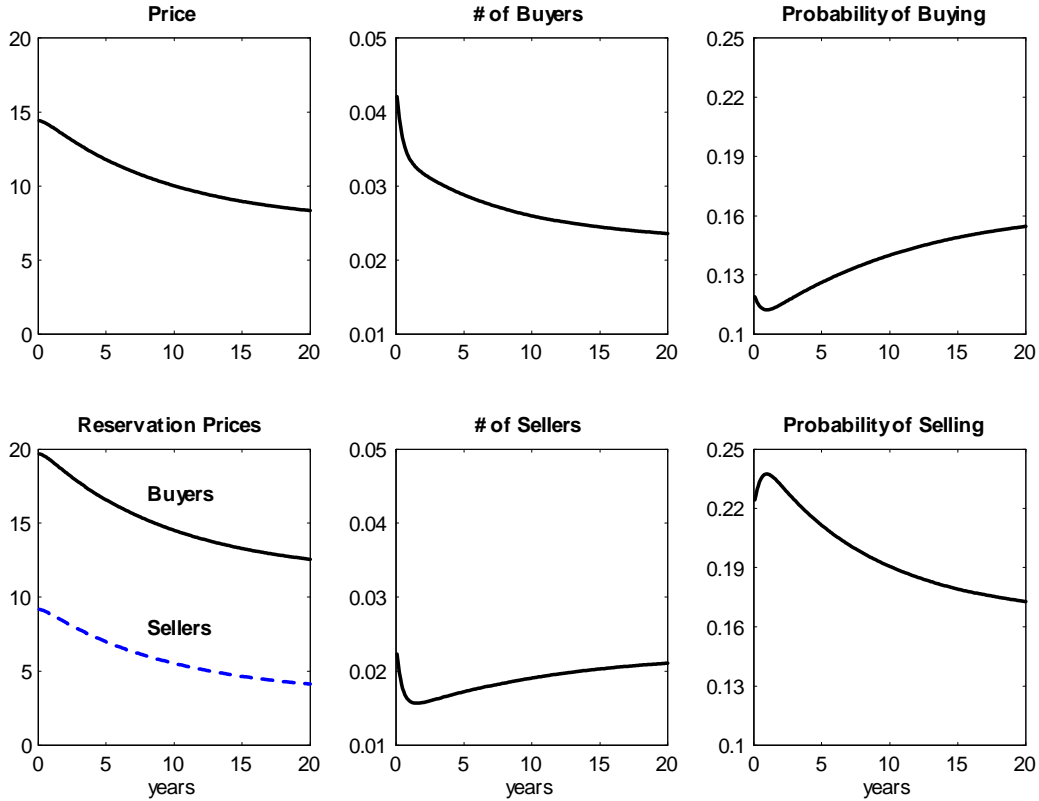 Price
20
15
10
5
0
0 5 10 15 20
# of Buyers
0.05
0.04
0.03
0.02
0.01
0 5 10 15 20
Probability of Buying
0.25
0.22
0.19
0.16
0.13
0.1
0 5 10 15 20
Reservation Prices
20
15
10
5
0
Buyers
Sellers
0 5 10 15 20
years
# of Sellers
0.05
0.04
0.03
0.02
0.01
0 5 10 15 20
years
Probability of Selling
0.25
0.22
0.19
0.16
0.13
0.1
0 5 10 15 20
years